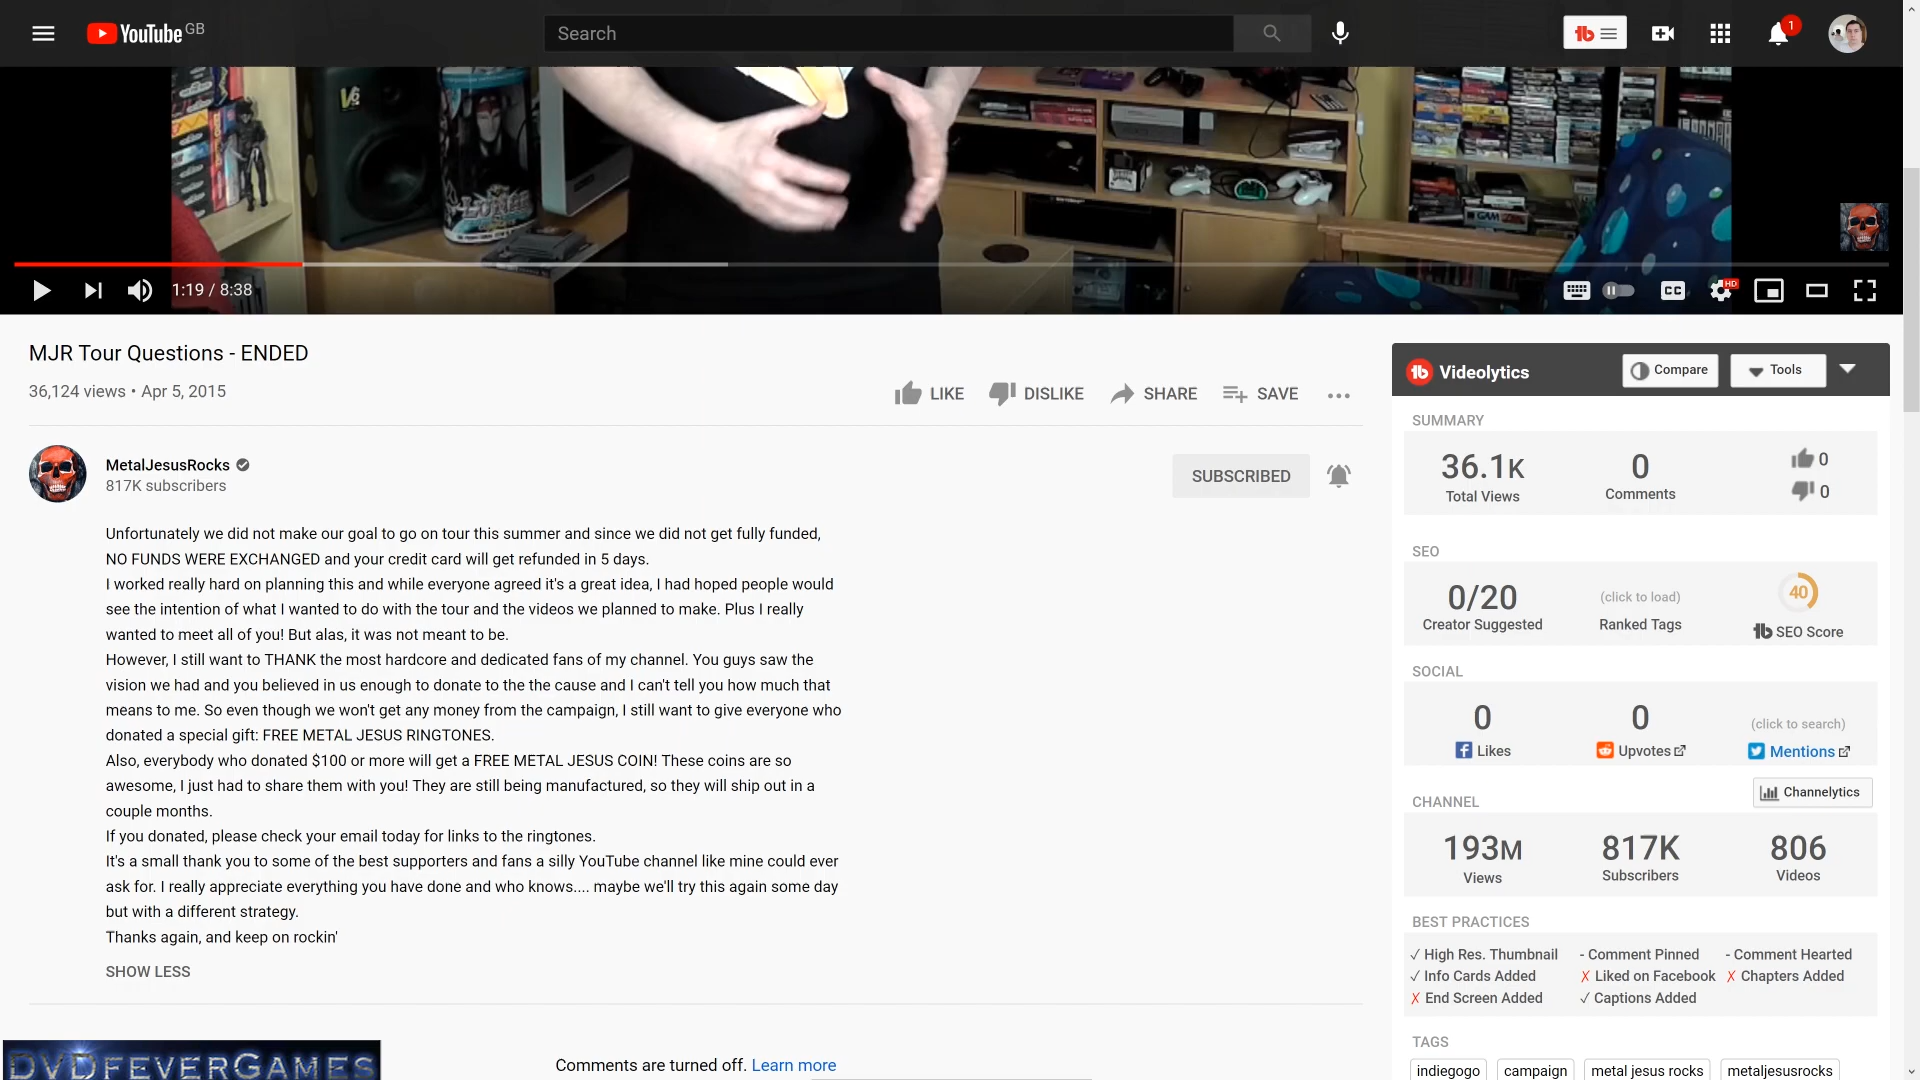 YouTube GB
Search
1
V6
GAM
1:19 / 8:38
CC
HD
MJR Tour Questions - ENDED
36,124 views • Apr 5, 2015
LIKE
DISLIKE
SHARE
SAVE
MetalJesusRocks
817K subscribers
SUBSCRIBED
Unfortunately we did not make our goal to go on tour this summer and since we did not get fully funded,
NO FUNDS WERE EXCHANGED and your credit card will get refunded in 5 days.
I worked really hard on planning this and while everyone agreed it's a great idea, I had hoped people would
see the intention of what I wanted to do with the tour and the videos we planned to make. Plus I really
wanted to meet all of you! But alas, it was not meant to be.
However, I still want to THANK the most hardcore and dedicated fans of my channel. You guys saw the
vision we had and you believed in us enough to donate to the the cause and I can't tell you how much that
means to me. So even though we won't get any money from the campaign, I still want to give everyone who
donated a special gift: FREE METAL JESUS RINGTONES.
Also, everybody who donated $100 or more will get a FREE METAL JESUS COIN! These coins are so
awesome, I just had to share them with you! They are still being manufactured, so they will ship out in a
couple months.
If you donated, please check your email today for links to the ringtones.
It's a small thank you to some of the best supporters and fans a silly YouTube channel like mine could ever
ask for. I really appreciate everything you have done and who knows.... maybe we'll try this again some day
but with a different strategy.
Thanks again, and keep on rockin'
SHOW LESS
DVDFEVERGAMES
Comments are turned off. Learn more
Videolytics
Compare
Tools
SUMMARY
36.1K
Total Views
0
Comments
0
0
SEO
0/20
Creator Suggested
(click to load)
Ranked Tags
40
SEO Score
SOCIAL
0
Likes
0
Upvotes
(click to search)
Mentions
CHANNEL
Channelytics
193M
Views
817K
Subscribers
806
Videos
BEST PRACTICES
✓ High Res. Thumbnail - Comment Pinned - Comment Hearted
✓ Info Cards Added ✗ Liked on Facebook ✗ Chapters Added
✗ End Screen Added ✓ Captions Added
TAGS
indiegogo campaign metal jesus rocks metaljesusrocks